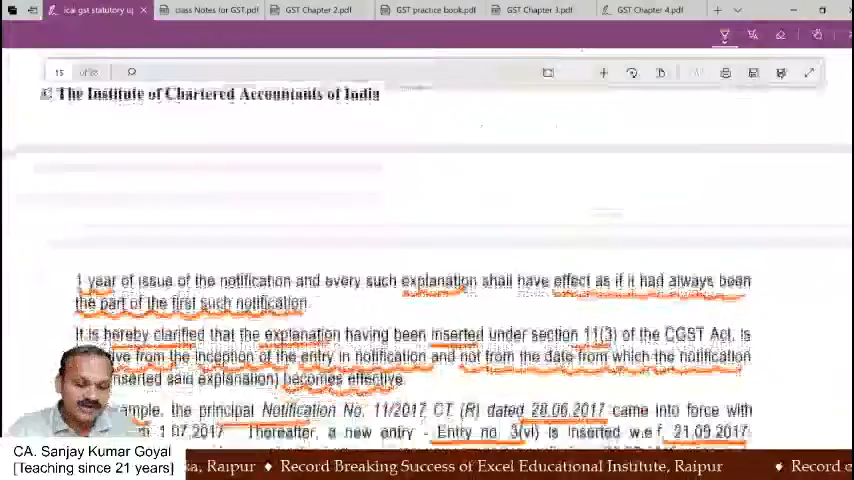 icai gst statutory up
class Notes for GST.pdf
GST Chapter 2.pdf
GST practice book.pdf
GST Chapter 3.pdf
GST Chapter 4.pdf
15
© The Institute of Chartered Accountants of India
1 year of issue of the notification and every such explanation shall have effect as if it had always been
the part of the first such notification.
It is hereby clarified that the explanation having been inserted under section 11(3) of the CGST Act, is
from the inception of the entry in notification and not from the date from which the notification
inserted said explanation) becomes effective.
the principal Notification No. 11/2017 CT (R) dated 28.06.2017 came into force with
1.07.2017 Thereafter, a new entry - Entry no. 3(vi) is inserted w.e.f. 21.09.2017
CA. Sanjay Kumar Goyal
[Teaching since 21 years]
Raipur ♦ Record Breaking Success of Excel Educational Institute, Raipur ♦ Record